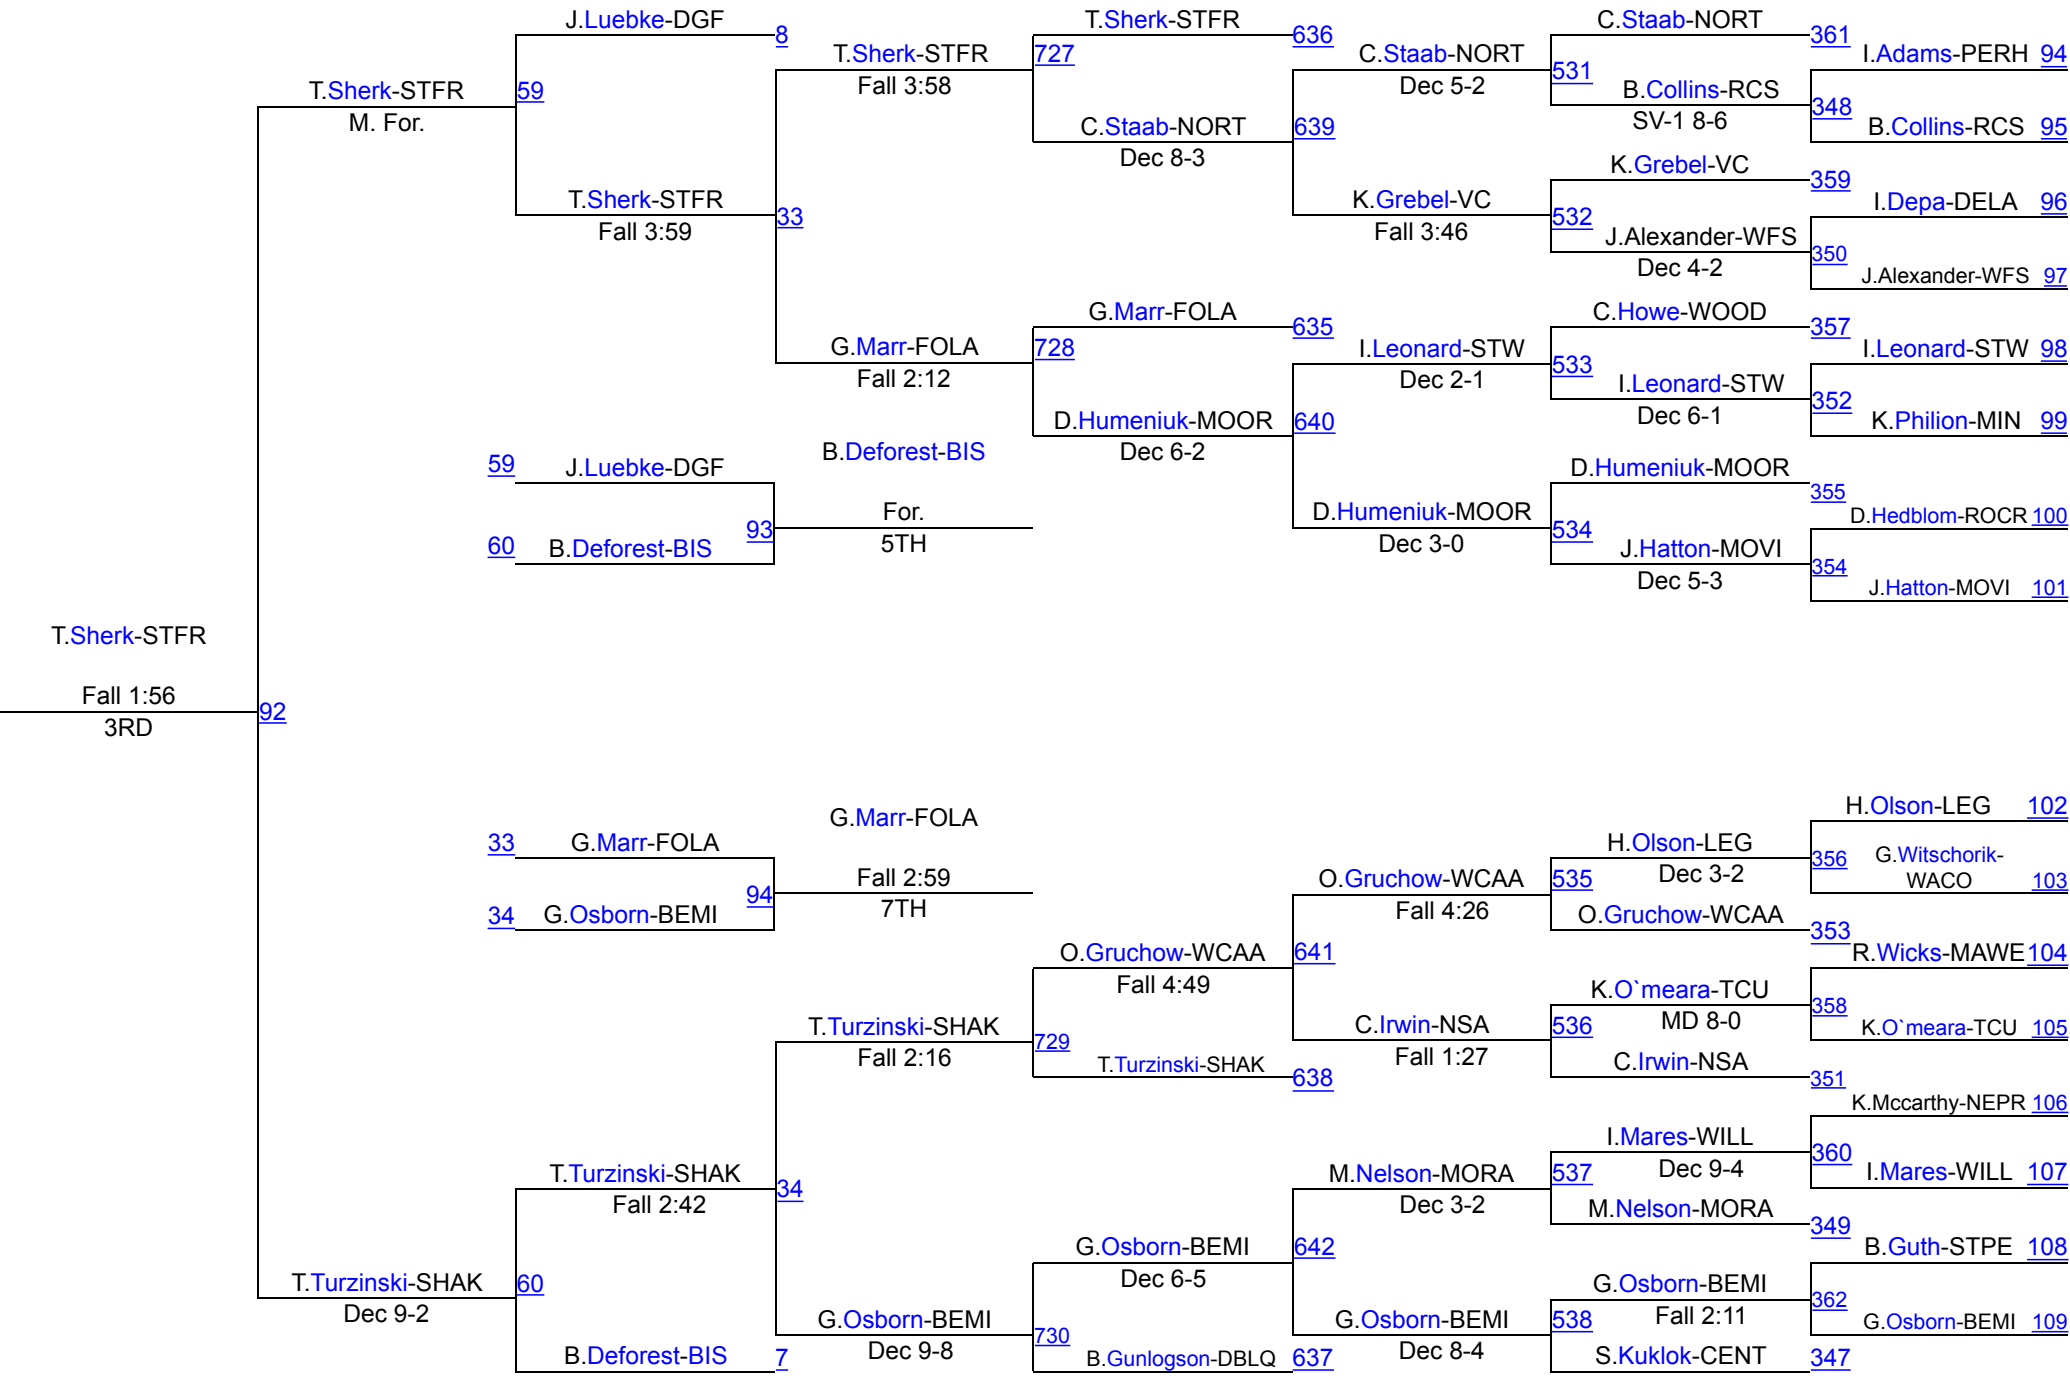 J.Luebke-DGF
8
T.Sherk-STFR
59
M. For.
T.Sherk-STFR
Fall 3:59
33
T.Sherk-STFR
Fall 3:58
727
T.Sherk-STFR
636
C.Staab-NORT
Dec 8-3
639
C.Staab-NORT
Dec 5-2
531
C.Staab-NORT
361
B.Collins-RCS
SV-1 8-6
348
I.Adams-PERH 94
B.Collins-RCS 95
K.Grebel-VC
Fall 3:46
532
K.Grebel-VC
359
J.Alexander-WFS
Dec 4-2
350
I.Depa-DELA 96
J.Alexander-WFS 97
G.Marr-FOLA
Fall 2:12
728
G.Marr-FOLA
635
D.Humeniuk-MOOR
Dec 6-2
640
I.Leonard-STW
Dec 2-1
533
C.Howe-WOOD
357
I.Leonard-STW
Dec 6-1
352
I.Leonard-STW 98
K.Philion-MIN 99
D.Humeniuk-MOOR
Dec 3-0
534
D.Humeniuk-MOOR
355
J.Hatton-MOVI
Dec 5-3
354
D.Hedblom-ROCR 100
J.Hatton-MOVI 101
59 J.Luebke-DGF
60 B.Deforest-BIS
93
B.Deforest-BIS
For.
5TH
T.Sherk-STFR
Fall 1:56
3RD
92
33 G.Marr-FOLA
34 G.Osborn-BEMI
94
G.Marr-FOLA
Fall 2:59
7TH
H.Olson-LEG 102
G.Witschorik-
WACO 103
356
H.Olson-LEG
Dec 3-2
535
O.Gruchow-WCAA
353
O.Gruchow-WCAA
Fall 4:26
641
O.Gruchow-WCAA
Fall 4:49
R.Wicks-MAWE 104
K.O`meara-TCU 105
358
K.O`meara-TCU
MD 8-0
536
C.Irwin-NSA
351
C.Irwin-NSA
Fall 1:27
T.Turzinski-SHAK
Fall 2:16
729
T.Turzinski-SHAK
638
K.Mccarthy-NEPR 106
I.Mares-WILL 107
360
I.Mares-WILL
Dec 9-4
537
M.Nelson-MORA
349
M.Nelson-MORA
Dec 3-2
642
G.Osborn-BEMI
Dec 6-5
B.Guth-STPE 108
G.Osborn-BEMI 109
362
G.Osborn-BEMI
Fall 2:11
538
S.Kuklok-CENT
347
G.Osborn-BEMI
Dec 8-4
T.Turzinski-SHAK
Fall 2:42
34
G.Osborn-BEMI
Dec 9-8
730
B.Gunlogson-DBLQ
637
T.Turzinski-SHAK
Dec 9-2
60
B.Deforest-BIS
7